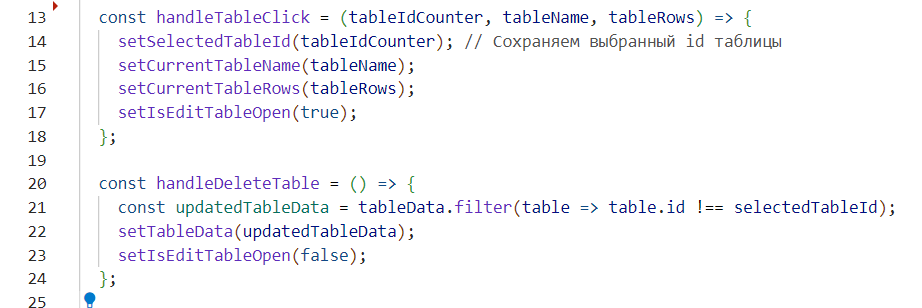 13 const handleTableClick = (tableIdCounter, tableName, tableRows) => {
14 setSelectedTableId(tableIdCounter); // Сохраняем выбранный id таблицы
15 setCurrentTableName(tableName);
16 setCurrentTableRows(tableRows);
17 setIsEditTableOpen(true);
18 };
19
20 const handleDeleteTable = () => {
21 const updatedTableData = tableData.filter(table => table.id !== selectedTableId);
22 setTableData(updatedTableData);
23 setIsEditTableOpen(false);
24 };
25